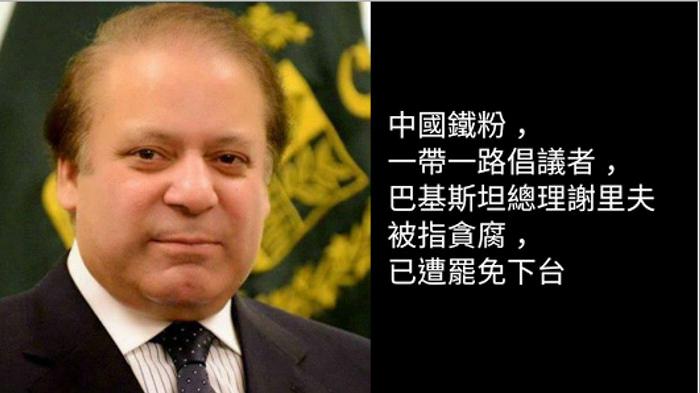 中國鐵粉，
一帶一路倡議者，
巴基斯坦總理謝里夫
被指貪腐，
已遭罷免下台